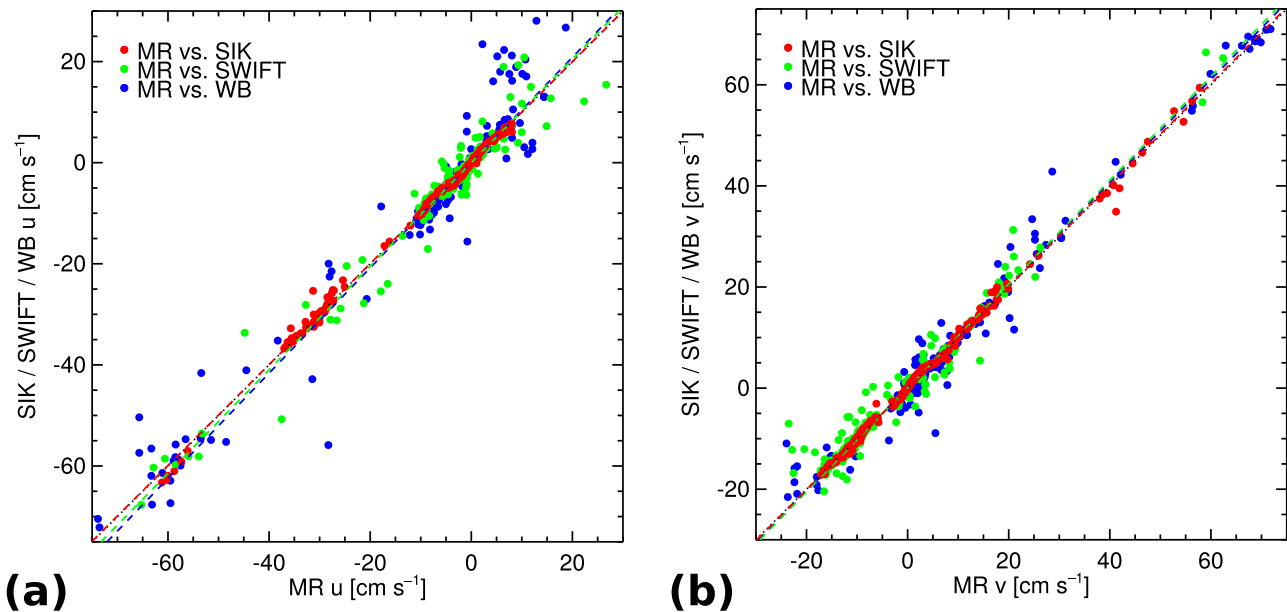 MR vs. SIK
MR vs. SWIFT
MR vs. WB
20
0
-20
-40
-60
-60
-40
-20
0
20
SIK / SWIFT / WB u [cm s⁻¹]
MR u [cm s⁻¹]
(a)
MR vs. SIK
MR vs. SWIFT
MR vs. WB
60
40
20
0
-20
-20
0
20
40
60
SIK / SWIFT / WB v [cm s⁻¹]
MR v [cm s⁻¹]
(b)